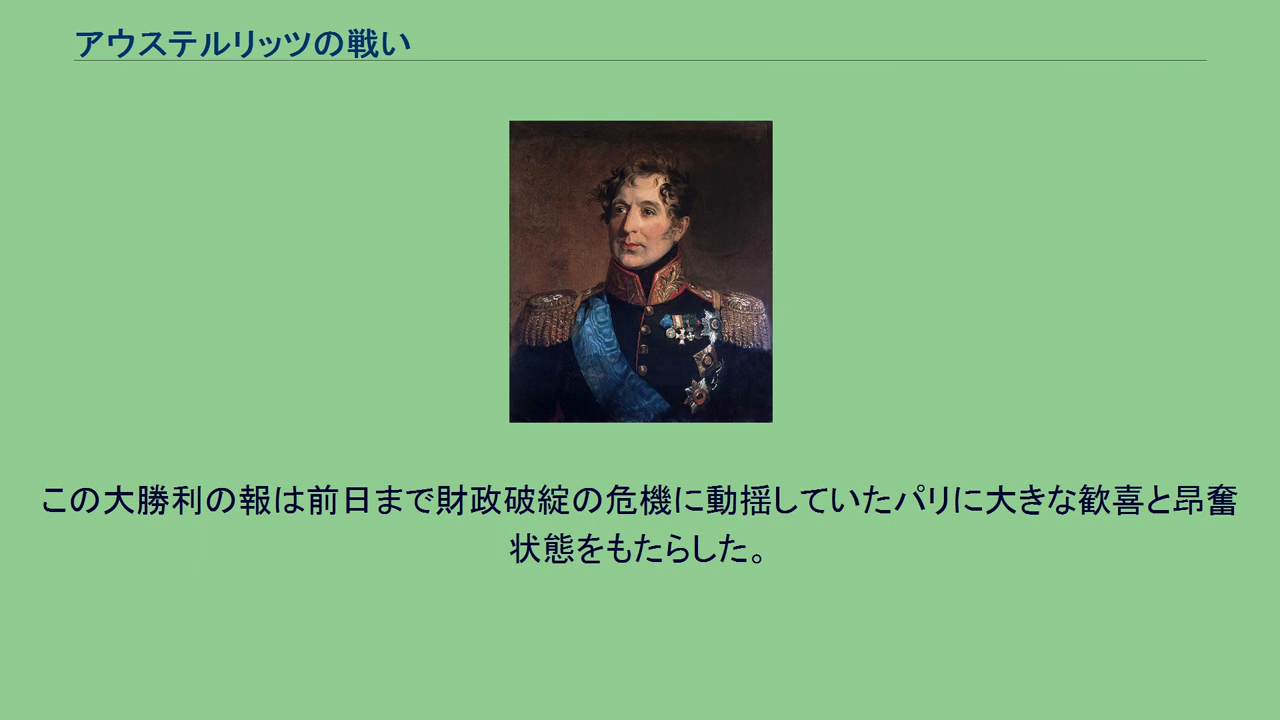 アウステルリッツの戦い
この大勝利の報は前日まで財政破綻の危機に動揺していたパリに大きな歓喜と昂奮
状態をもたらした。